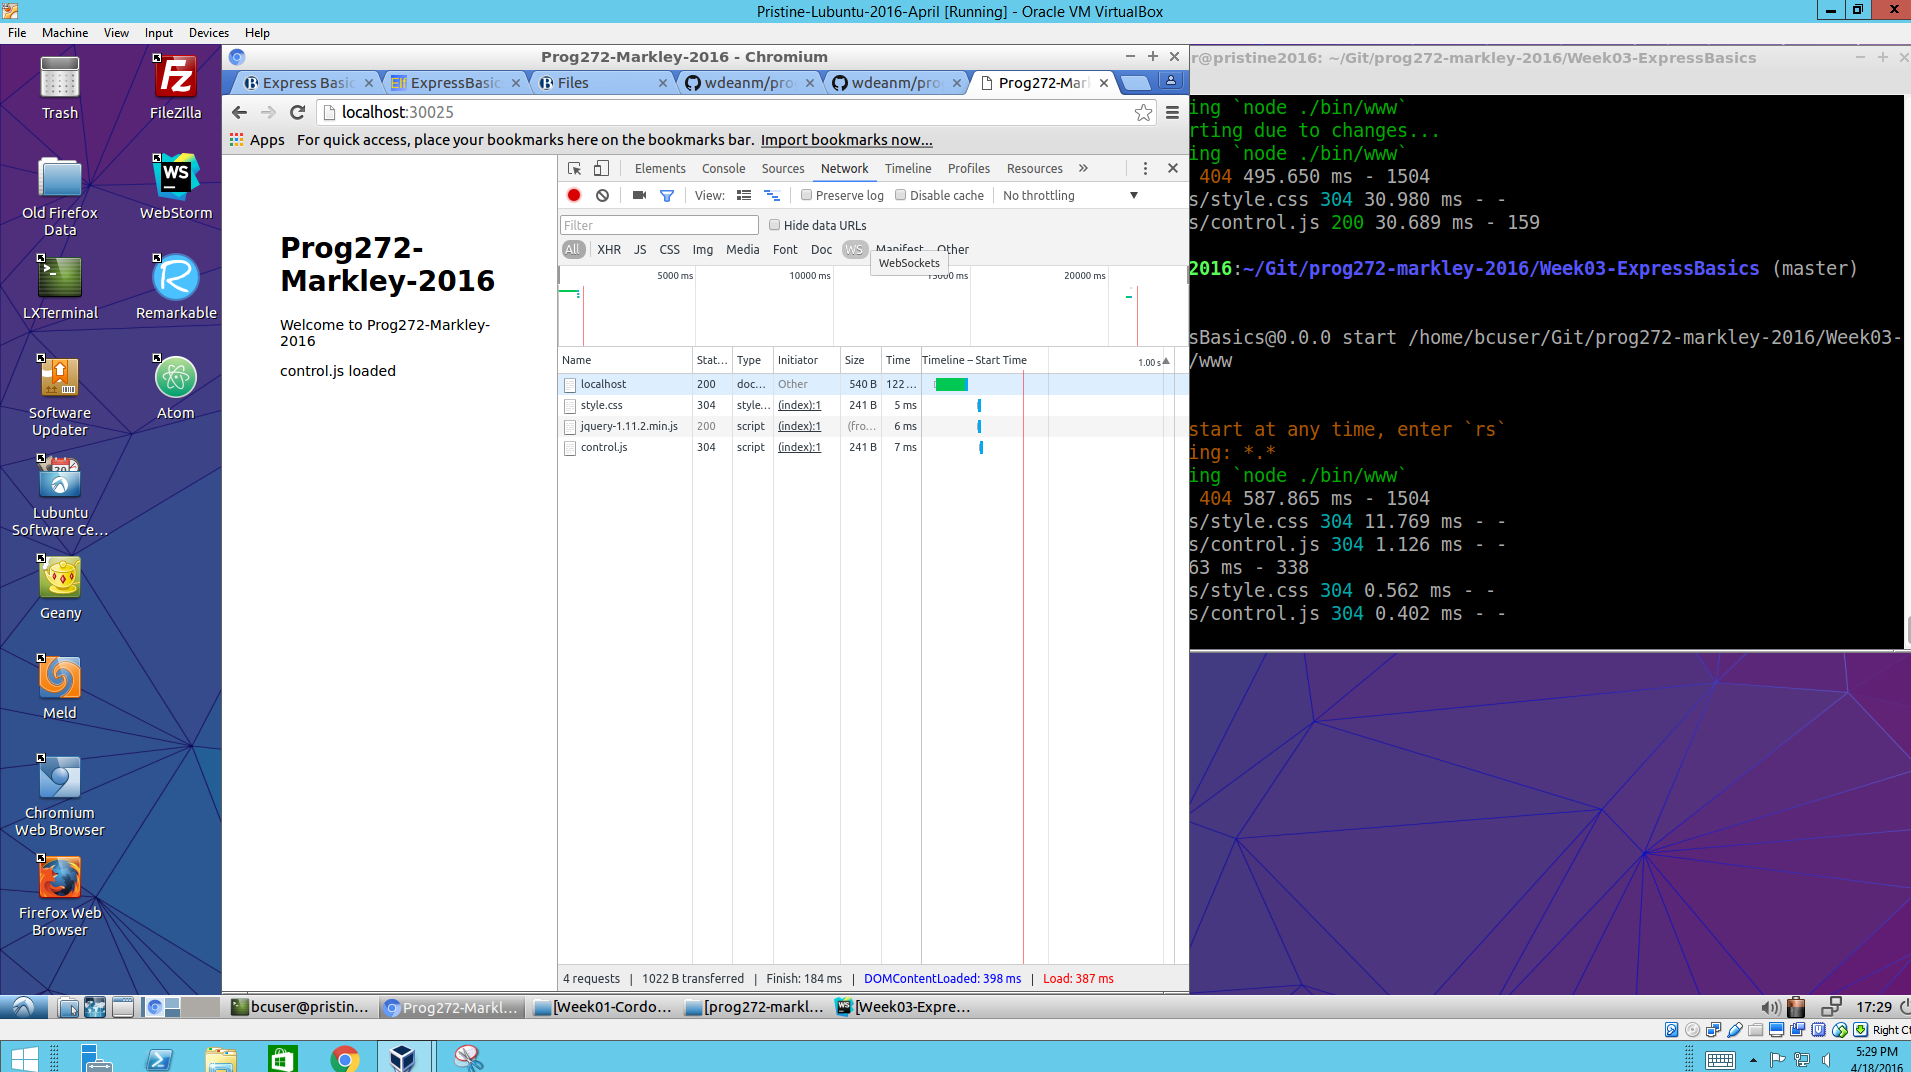 Pristine-Lubuntu-2016-April [Running] - Oracle VM VirtualBox
File Machine View Input Devices Help
Trash
FileZilla
Old Firefox Data
WebStorm
LXTerminal
Remarkable
Software Updater
Atom
Lubuntu Software Ce...
Geany
Meld
Chromium Web Browser
Firefox Web Browser
Prog272-Markley-2016 - Chromium
Express Basic
ExpressBasic
Files
wdeanm/pro
wdeanm/pro
Prog272-Mar
localhost:30025
Apps For quick access, place your bookmarks here on the bookmarks bar. Import bookmarks now...
Prog272-
Markley-2016
Welcome to Prog272-Markley-
2016
control.js loaded
Elements Console Sources Network Timeline Profiles Resources »
View: Preserve log Disable cache No throttling
Filter Hide data URLs
All XHR JS CSS Img Media Font Doc WS Manifest Other
WebSockets
5000 ms 10000 ms 15000 ms 20000 ms
Name Stat... Type Initiator Size Time Timeline – Start Time 1.00 s
localhost 200 doc... Other 540 B 122...
style.css 304 style... (index):1 241 B 5 ms
jquery-1.11.2.min.js 200 script (index):1 (fro... 6 ms
control.js 304 script (index):1 241 B 7 ms
4 requests | 1022 B transferred | Finish: 184 ms | DOMContentLoaded: 398 ms | Load: 387 ms
r@pristine2016: ~/Git/prog272-markley-2016/Week03-ExpressBasics
ing `node ./bin/www`
rting due to changes...
ing `node ./bin/www`
404 495.650 ms - 1504
s/style.css 304 30.980 ms - -
s/control.js 200 30.689 ms - 159
2016:~/Git/prog272-markley-2016/Week03-ExpressBasics (master)
sBasics@0.0.0 start /home/bcuser/Git/prog272-markley-2016/Week03-
/www
start at any time, enter `rs`
ing: *.*
ing `node ./bin/www`
404 587.865 ms - 1504
s/style.css 304 11.769 ms - -
s/control.js 304 1.126 ms - -
63 ms - 338
s/style.css 304 0.562 ms - -
s/control.js 304 0.402 ms - -
bcuser@pristin... Prog272-Markl... [Week01-Cordo... [prog272-markl... [Week03-Expre... 17:29
Right Ct
5:29 PM
4/18/2016